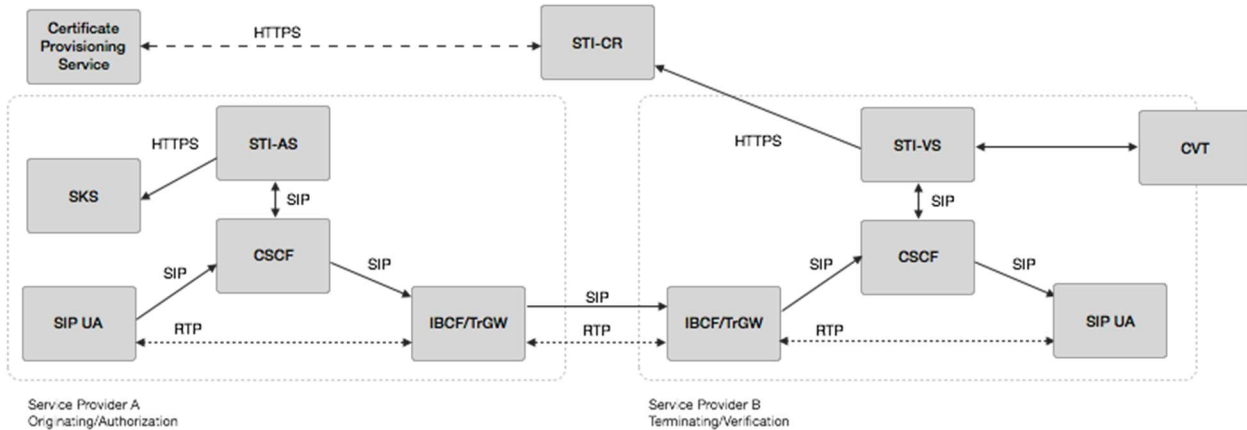 Certificate
Provisioning
Service
HTTPS
STI-CR
HTTPS
STI-AS
SKS
SIP
CSCF
SIP
SIP
SIP UA
RTP
IBCF/TrGW
SIP
RTP
HTTPS
STI-VS
CVT
SIP
CSCF
SIP
SIP
IBCF/TrGW
RTP
SIP UA
Service Provider A
Originating/Authorization
Service Provider B
Terminating/Verification